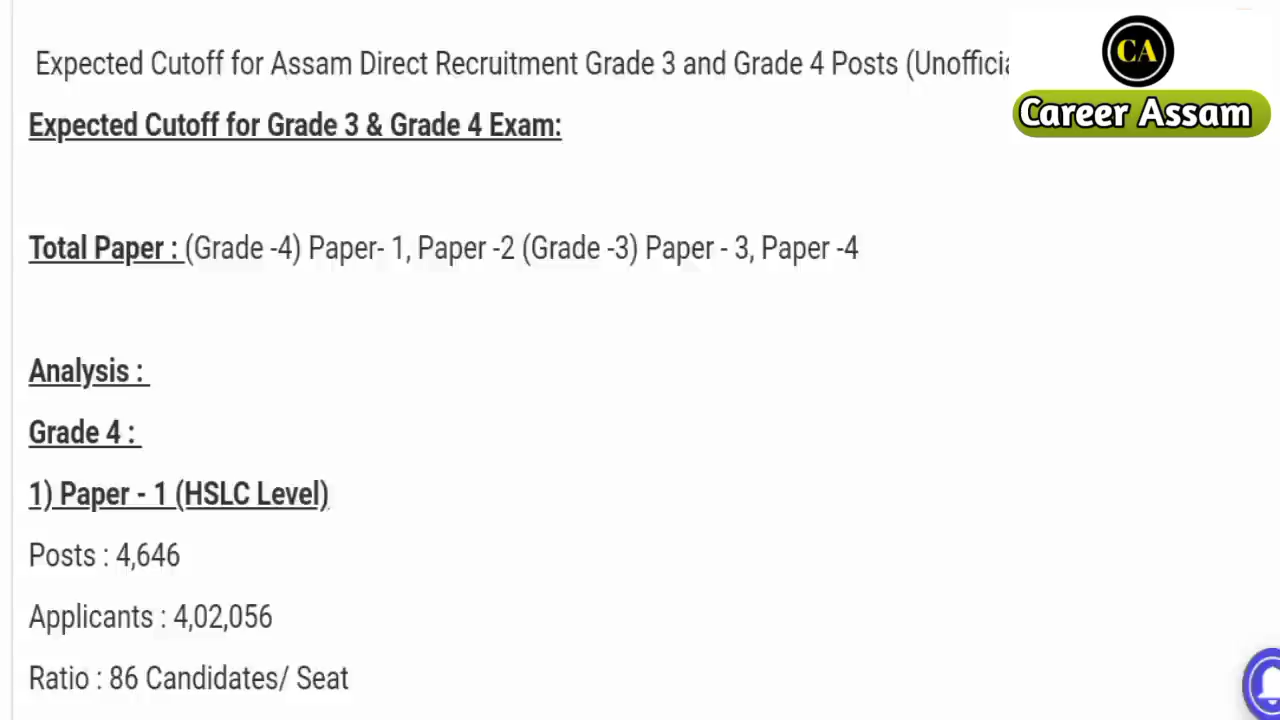 CA
Career Assam
Expected Cutoff for Assam Direct Recruitment Grade 3 and Grade 4 Posts
Expected Cutoff for Grade 3 & Grade 4 Exam:
Total Paper : (Grade -4) Paper- 1, Paper -2 (Grade -3) Paper - 3, Paper -4
Analysis :
Grade 4 :
1) Paper - 1 (HSLC Level)
Posts : 4,646
Applicants : 4,02,056
Ratio : 86 Candidates/ Seat